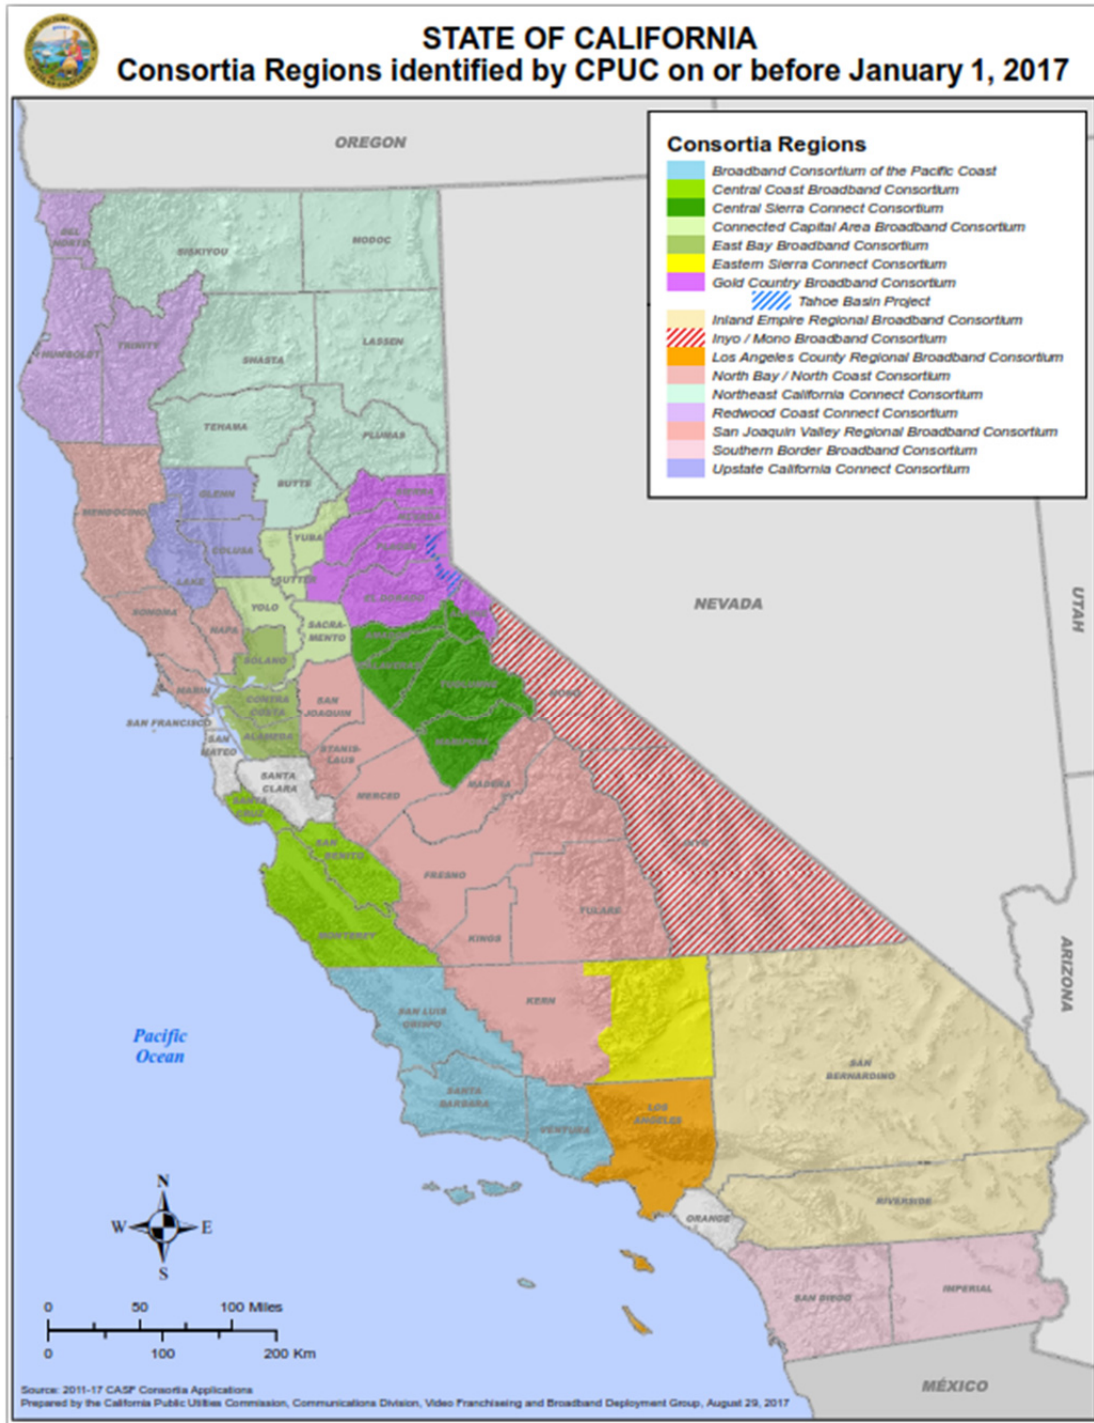 STATE OF CALIFORNIA
Consortia Regions identified by CPUC on or before January 1, 2017
OREGON
Consortia Regions
Broadband Consortium of the Pacific Coast
Central Coast Broadband Consortium
Central Sierra Connect Consortium
Connected Capital Area Broadband Consortium
East Bay Broadband Consortium
Eastern Sierra Connect Consortium
Gold Country Broadband Consortium
Tahoe Basin Project
Inland Empire Regional Broadband Consortium
Inyo / Mono Broadband Consortium
Los Angeles County Regional Broadband Consortium
North Bay / North Coast Consortium
Northeast California Connect Consortium
Redwood Coast Connect Consortium
San Joaquin Valley Regional Broadband Consortium
Southern Border Broadband Consortium
Upstate California Connect Consortium
DEL
NORTE
SISKIYOU
MODOC
HUMBOLDT
TRINITY
SHASTA
LASSEN
TEHAMA
PLUMAS
BUTTE
GLENN
SIERRA
MENDOCINO
COLUSA
YUBA
LAKE
SUTTER
EL DORADO
YOLO
SONOMA
NAPA
SACRA-
MENTO
NEVADA
UTAH
SOLANO
MARIN
CONTRA
COSTA
SAN
JOAQUIN
TUOLUMNE
MONO
SAN FRANCISCO
ALAMEDA
SAN
MATEO
STANIS-
LAUS
MARIPOSA
SANTA
CLARA
MERCED
MADERA
SANTA
CRUZ
SAN
BENITO
INYO
FRESNO
TULARE
MONTEREY
KINGS
ARIZONA
KERN
SAN LUIS
OBISPO
Pacific
Ocean
SAN
BERNARDINO
SANTA
BARBARA
LOS
ANGELES
VENTURA
N
W
E
S
RIVERSIDE
ORANGE
SAN DIEGO
IMPERIAL
0 50 100 Miles
0 100 200 Km
MÉXICO
Source: 2011-17 CASF Consortia Applications
Prepared by the California Public Utilities Commission, Communications Division, Video Franchising and Broadband Deployment Group, August 29, 2017